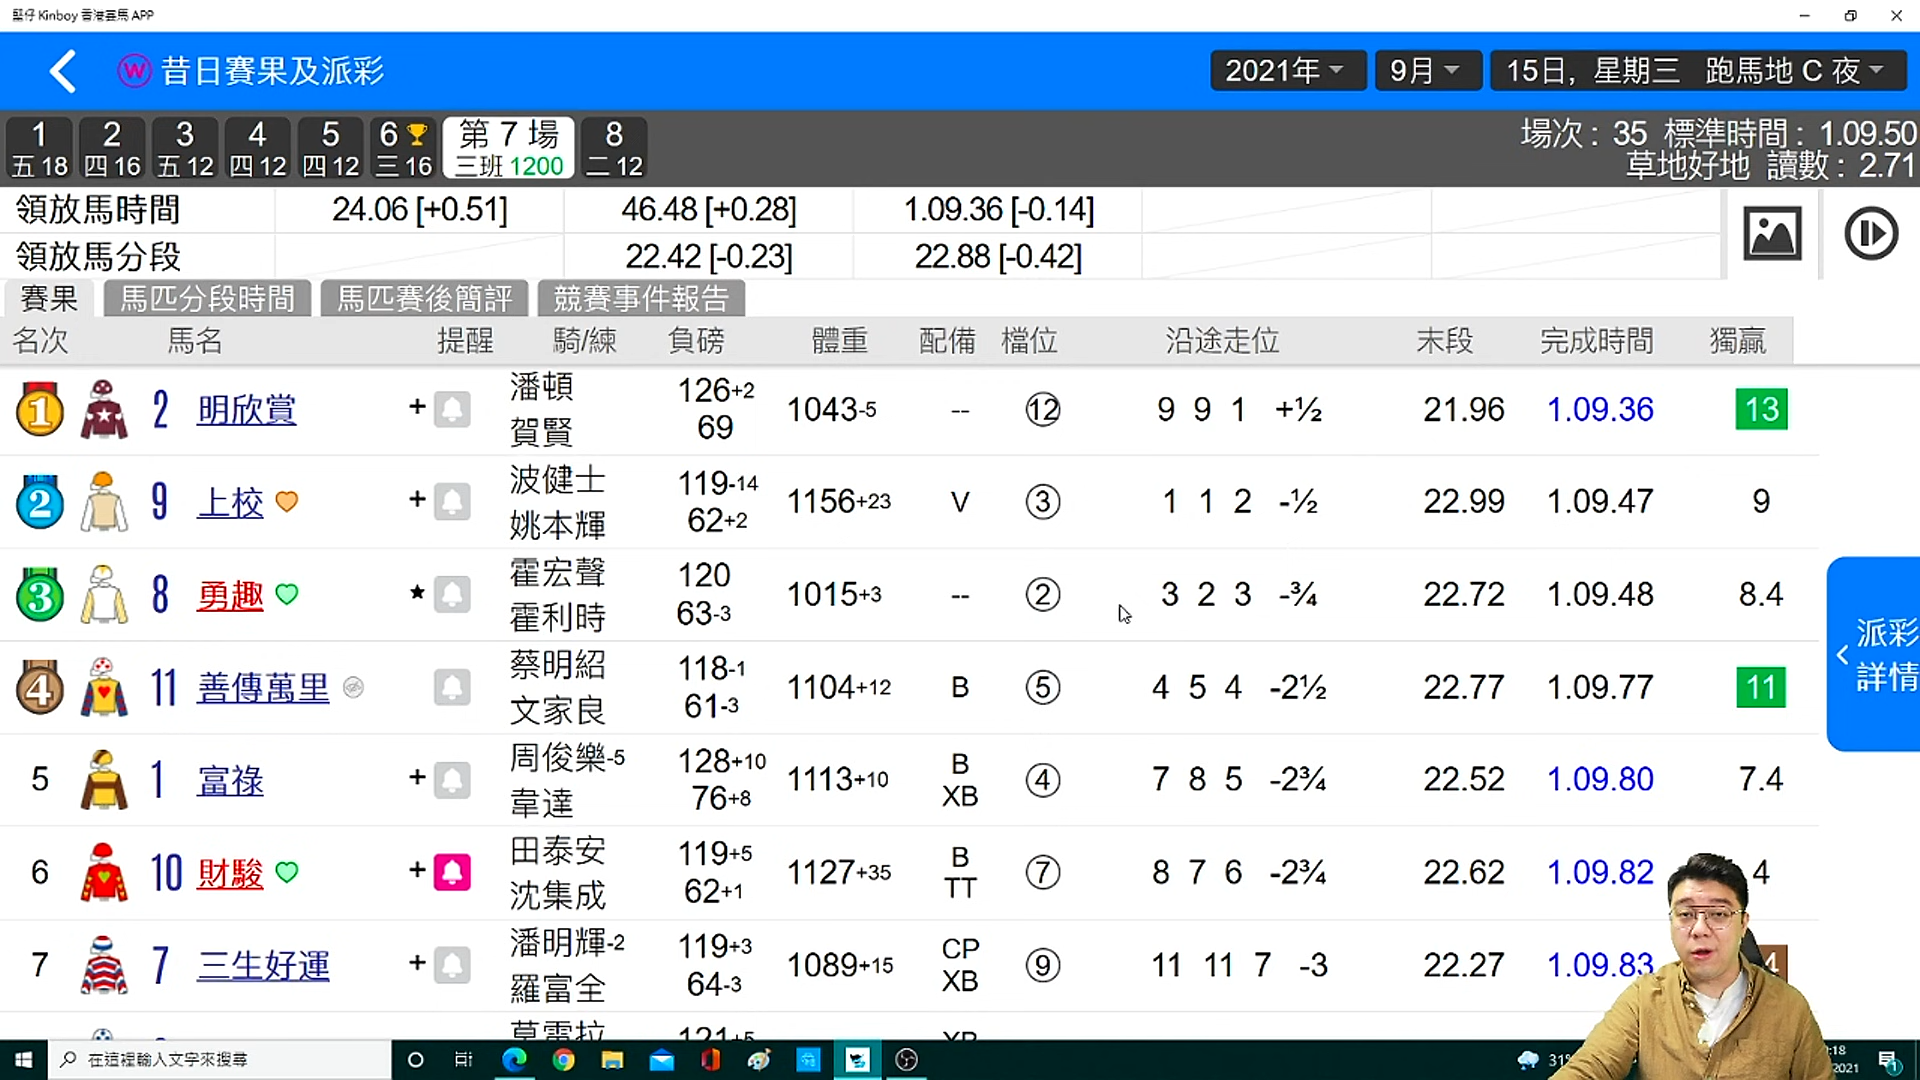 堅仔 Kinboy 香港賽馬 APP
W 昔日賽果及派彩 2021年 9月 15日, 星期三 跑馬地 C 夜
1 2 3 4 5 6 第 7 場 8 場次 : 35 標準時間 : 1.09.50
五 18 四 16 五 12 四 12 四 12 三 16 三班 1200 二 12 草地好地 讀數 : 2.71
領放馬時間 24.06 [+0.51] 46.48 [+0.28] 1.09.36 [-0.14]
領放馬分段 22.42 [-0.23] 22.88 [-0.42]
賽果 馬匹分段時間 馬匹賽後簡評 競賽事件報告
名次 馬名 提醒 騎/練 負磅 體重 配備 檔位 沿途走位 末段 完成時間 獨贏
潘頓 126+2
1 2 明欣賞 + 1043-5 -- 12 9 9 1 +½ 21.96 1.09.36 13
賀賢 69
波健士 119-14
2 9 上校 + 1156+23 V 3 1 1 2 -½ 22.99 1.09.47 9
姚本輝 62+2
霍宏聲 120
3 8 勇趣 ★ 1015+3 -- 2 3 2 3 -¾ 22.72 1.09.48 8.4
霍利時 63-3
蔡明紹 118-1
4 11 善傳萬里 1104+12 B 5 4 5 4 -2½ 22.77 1.09.77 11
文家良 61-3
周俊樂-5 128+10 B
5 1 富祿 + 1113+10 4 7 8 5 -2¾ 22.52 1.09.80 7.4
韋達 76+8 XB
田泰安 119+5 B
6 10 財駿 + 1127+35 7 8 7 6 -2¾ 22.62 1.09.82 4
沈集成 62+1 TT
潘明輝-2 119+3 CP
7 7 三生好運 + 1089+15 9 11 11 7 -3 22.27 1.09.83 4
羅富全 64-3 XB
莫雷拉 121+5 XB
派彩
詳情
在這裡輸入文字來搜尋 31° :18
2021 1